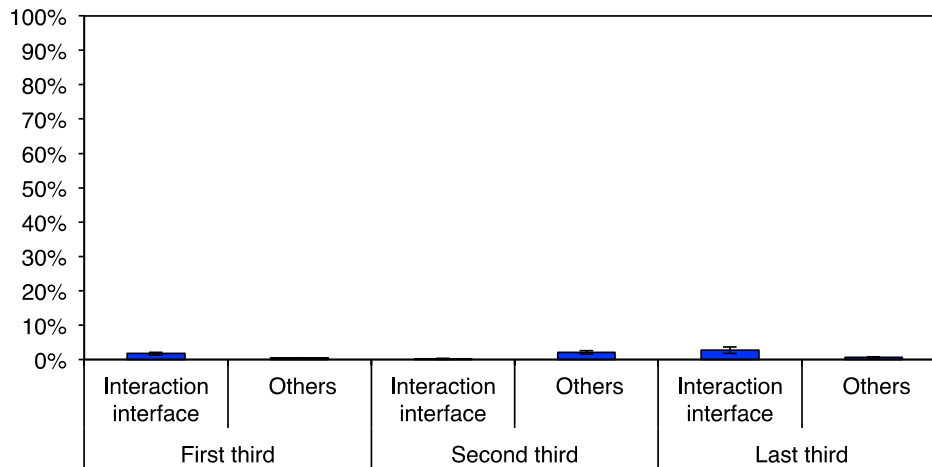 100%
90%
80%
70%
60%
50%
40%
30%
20%
10%
0%
Interaction interface
Others
Interaction interface
Others
Interaction interface
Others
First third
Second third
Last third